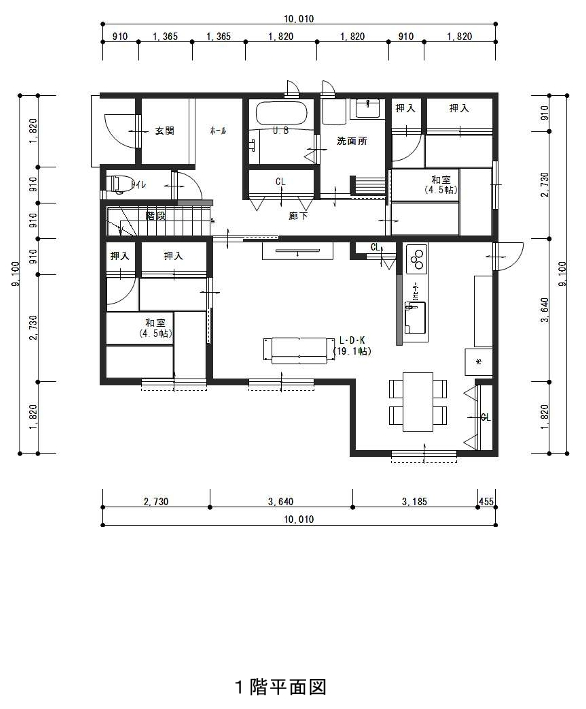 10,010
910 1,365 1,365 1,820 1,820 910 1,820
1,820
910
910
910
2,730
1,820
9,100
910
2,730
3,640
1,820
9,100
玄関
ﾎｰﾙ
UB
洗面所
押入
押入
トイレ
CL
和室
(4.5帖)
階段
廊下
押入
押入
CL
和室
(4.5帖)
L・D・K
(19.1帖)
CL
2,730 3,640 3,185 455
10,010
１階平面図